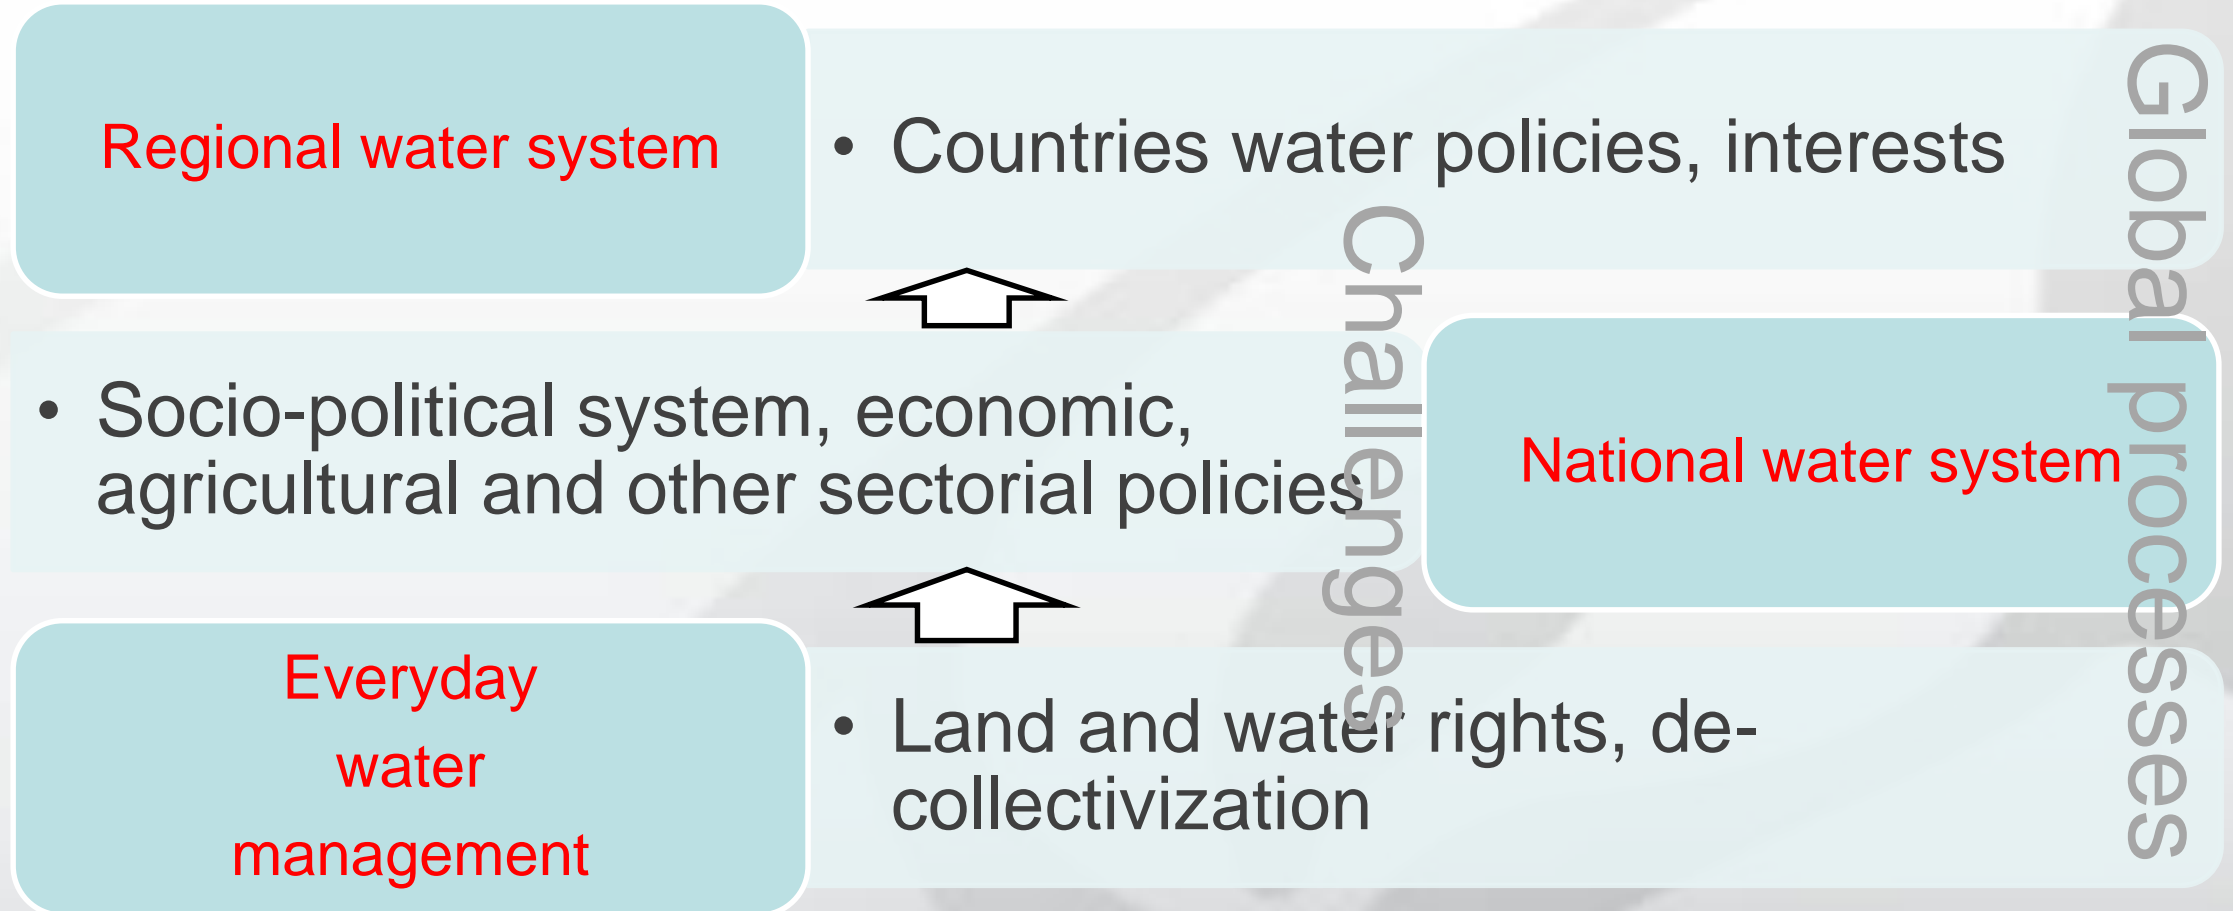 Regional water system
• Countries water policies, interests
• Socio-political system, economic,
agricultural and other sectorial policies
National water system
Everyday
water
management
• Land and water rights, de-
collectivization
Challenges
Global processes